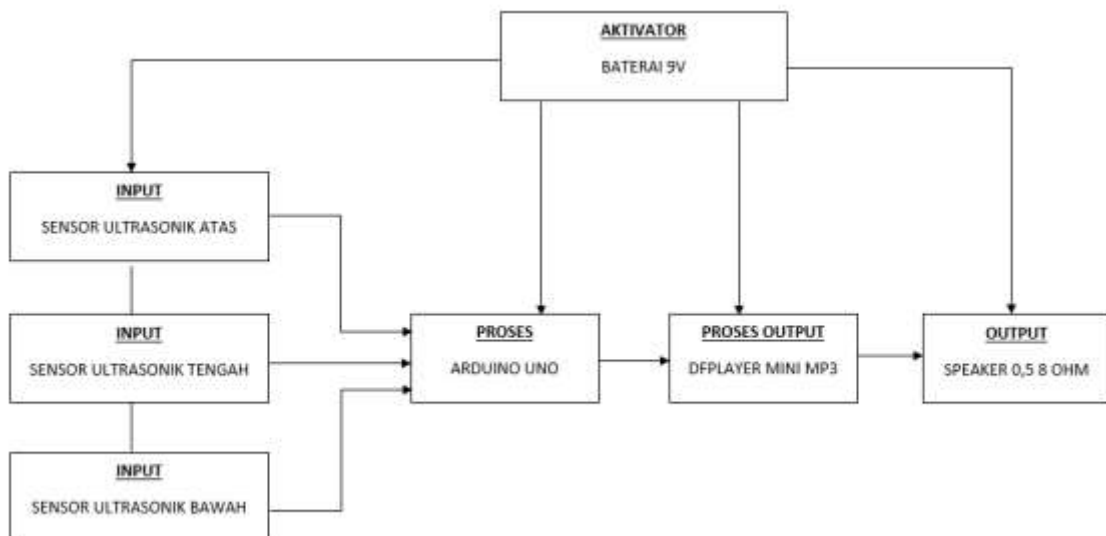 AKTIVATOR
BATERAI 9V
INPUT
SENSOR ULTRASONIK ATAS
INPUT
SENSOR ULTRASONIK TENGAH
INPUT
SENSOR ULTRASONIK BAWAH
PROSES
ARDUINO UNO
PROSES OUTPUT
DFPLAYER MINI MP3
OUTPUT
SPEAKER 0,5 8 OHM